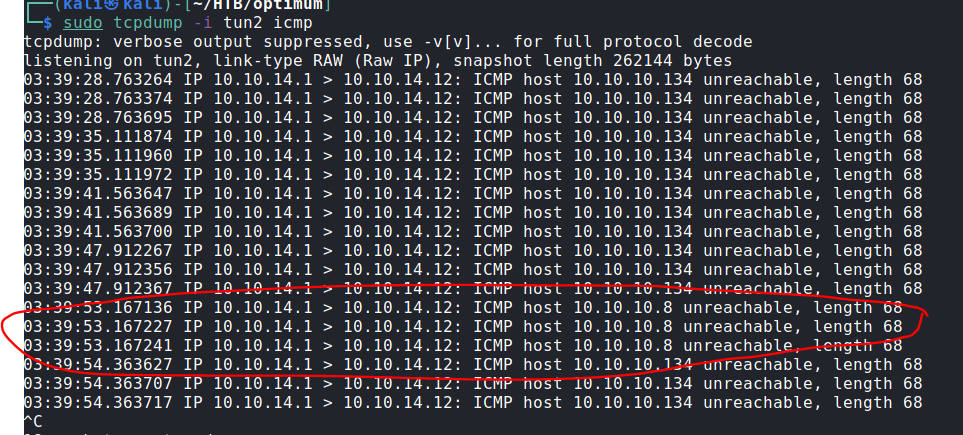 (kali㉿kali)-[~/HTB/optimum]
$ sudo tcpdump -i tun2 icmp
tcpdump: verbose output suppressed, use -v[v]... for full protocol decode
listening on tun2, link-type RAW (Raw IP), snapshot length 262144 bytes
03:39:28.763264 IP 10.10.14.1 > 10.10.14.12: ICMP host 10.10.10.134 unreachable, length 68
03:39:28.763374 IP 10.10.14.1 > 10.10.14.12: ICMP host 10.10.10.134 unreachable, length 68
03:39:28.763695 IP 10.10.14.1 > 10.10.14.12: ICMP host 10.10.10.134 unreachable, length 68
03:39:35.111874 IP 10.10.14.1 > 10.10.14.12: ICMP host 10.10.10.134 unreachable, length 68
03:39:35.111960 IP 10.10.14.1 > 10.10.14.12: ICMP host 10.10.10.134 unreachable, length 68
03:39:35.111972 IP 10.10.14.1 > 10.10.14.12: ICMP host 10.10.10.134 unreachable, length 68
03:39:41.563647 IP 10.10.14.1 > 10.10.14.12: ICMP host 10.10.10.134 unreachable, length 68
03:39:41.563689 IP 10.10.14.1 > 10.10.14.12: ICMP host 10.10.10.134 unreachable, length 68
03:39:41.563700 IP 10.10.14.1 > 10.10.14.12: ICMP host 10.10.10.134 unreachable, length 68
03:39:47.912267 IP 10.10.14.1 > 10.10.14.12: ICMP host 10.10.10.134 unreachable, length 68
03:39:47.912356 IP 10.10.14.1 > 10.10.14.12: ICMP host 10.10.10.134 unreachable, length 68
03:39:47.912367 IP 10.10.14.1 > 10.10.14.12: ICMP host 10.10.10.134 unreachable, length 68
03:39:53.167136 IP 10.10.14.1 > 10.10.14.12: ICMP host 10.10.10.8 unreachable, length 68
03:39:53.167227 IP 10.10.14.1 > 10.10.14.12: ICMP host 10.10.10.8 unreachable, length 68
03:39:53.167241 IP 10.10.14.1 > 10.10.14.12: ICMP host 10.10.10.8 unreachable, length 68
03:39:54.363627 IP 10.10.14.1 > 10.10.14.12: ICMP host 10.10.10.134 unreachable, length 68
03:39:54.363707 IP 10.10.14.1 > 10.10.14.12: ICMP host 10.10.10.134 unreachable, length 68
03:39:54.363717 IP 10.10.14.1 > 10.10.14.12: ICMP host 10.10.10.134 unreachable, length 68
^C